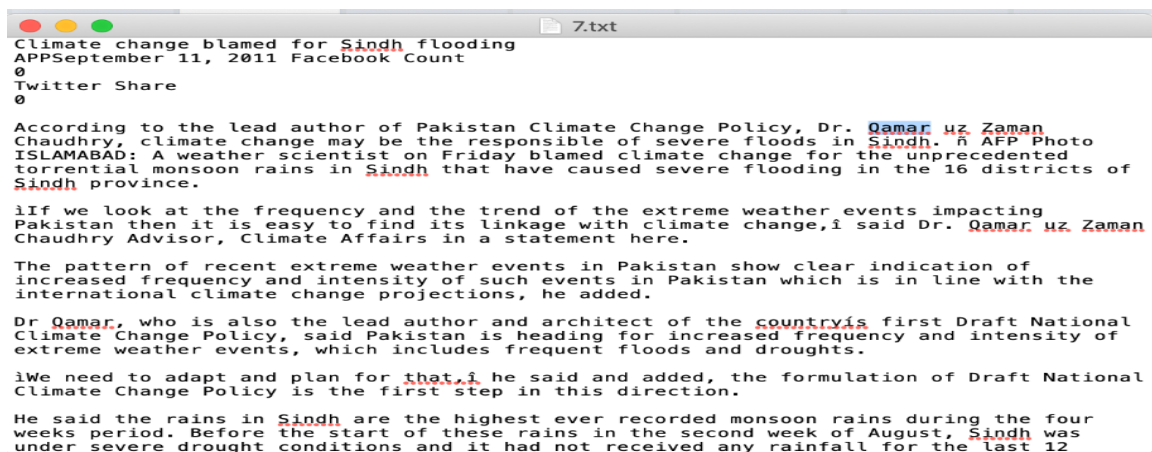 7.txt
Climate change blamed for Sindh flooding
APPSeptember 11, 2011 Facebook Count
0
Twitter Share
0
According to the lead author of Pakistan Climate Change Policy, Dr. Qamar uz Zaman
Chaudhry, climate change may be the responsible of severe floods in Sindh. ñ AFP Photo
ISLAMABAD: A weather scientist on Friday blamed climate change for the unprecedented
torrential monsoon rains in Sindh that have caused severe flooding in the 16 districts of
Sindh province.
ìIf we look at the frequency and the trend of the extreme weather events impacting
Pakistan then it is easy to find its linkage with climate change,î said Dr. Qamar uz Zaman
Chaudhry Advisor, Climate Affairs in a statement here.
The pattern of recent extreme weather events in Pakistan show clear indication of
increased frequency and intensity of such events in Pakistan which is in line with the
international climate change projections, he added.
Dr Qamar, who is also the lead author and architect of the countryís first Draft National
Climate Change Policy, said Pakistan is heading for increased frequency and intensity of
extreme weather events, which includes frequent floods and droughts.
ìWe need to adapt and plan for that,î he said and added, the formulation of Draft National
Climate Change Policy is the first step in this direction.
He said the rains in Sindh are the highest ever recorded monsoon rains during the four
weeks period. Before the start of these rains in the second week of August, Sindh was
under severe drought conditions and it had not received any rainfall for the last 12